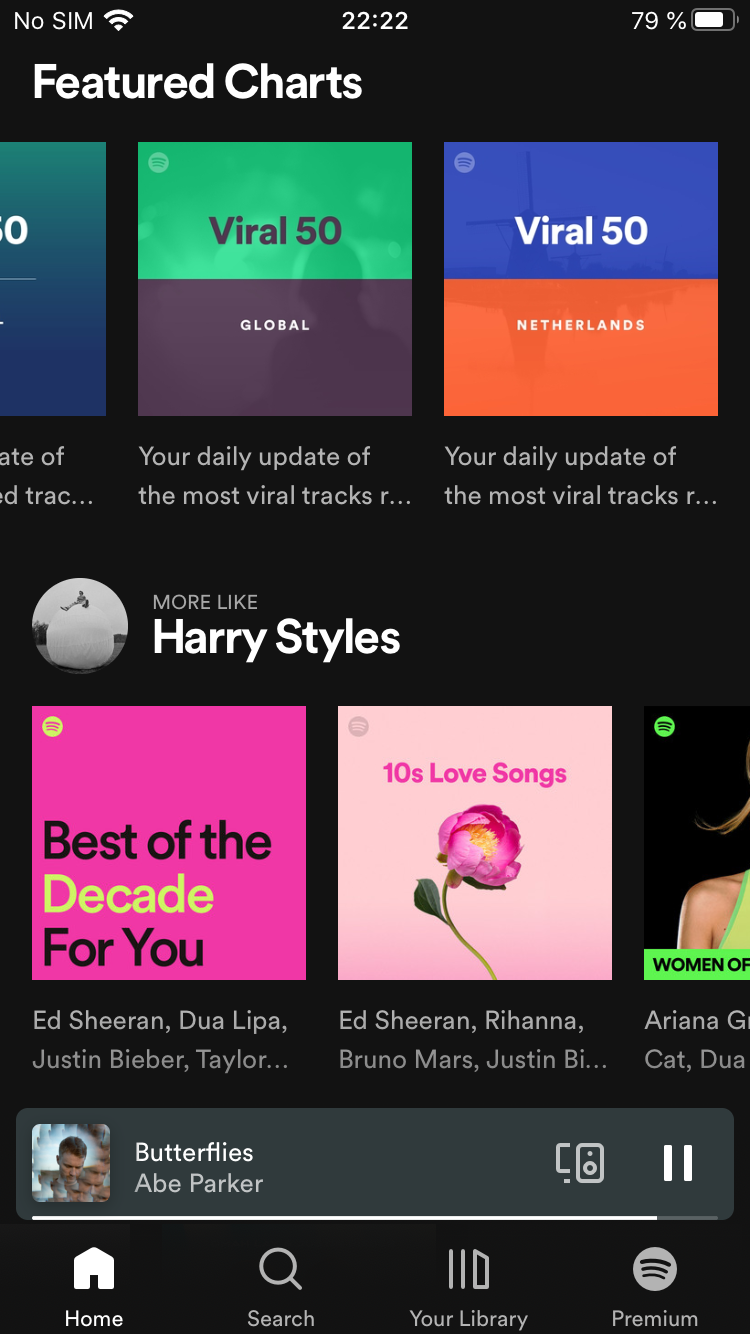 No SIM 22:22 79 %
Featured Charts
50
Viral 50
GLOBAL
Viral 50
NETHERLANDS
ate of
ed trac...
Your daily update of
the most viral tracks r...
Your daily update of
the most viral tracks r...
MORE LIKE
Harry Styles
Best of the
Decade
For You
10s Love Songs
WOMEN OF
Ed Sheeran, Dua Lipa,
Justin Bieber, Taylor...
Ed Sheeran, Rihanna,
Bruno Mars, Justin Bi...
Ariana Gr
Cat, Dua
Butterflies
Abe Parker
Home
Search
Your Library
Premium